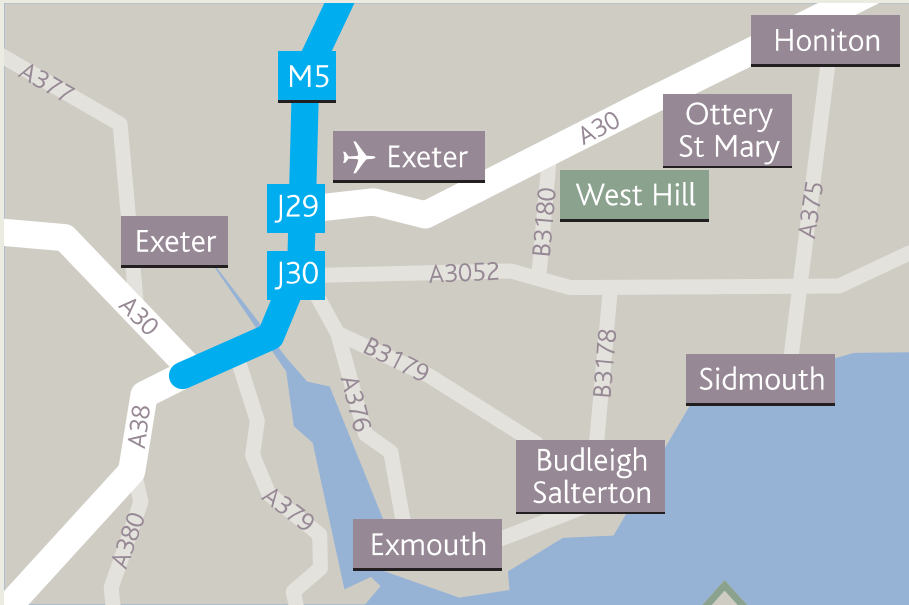 Honiton
M5
A377
Ottery
St Mary
A30
Exeter
West Hill
J29
B3180
A375
Exeter
J30
A3052
A30
B3179
B3178
Sidmouth
A376
A38
Budleigh
Salterton
A379
A380
Exmouth